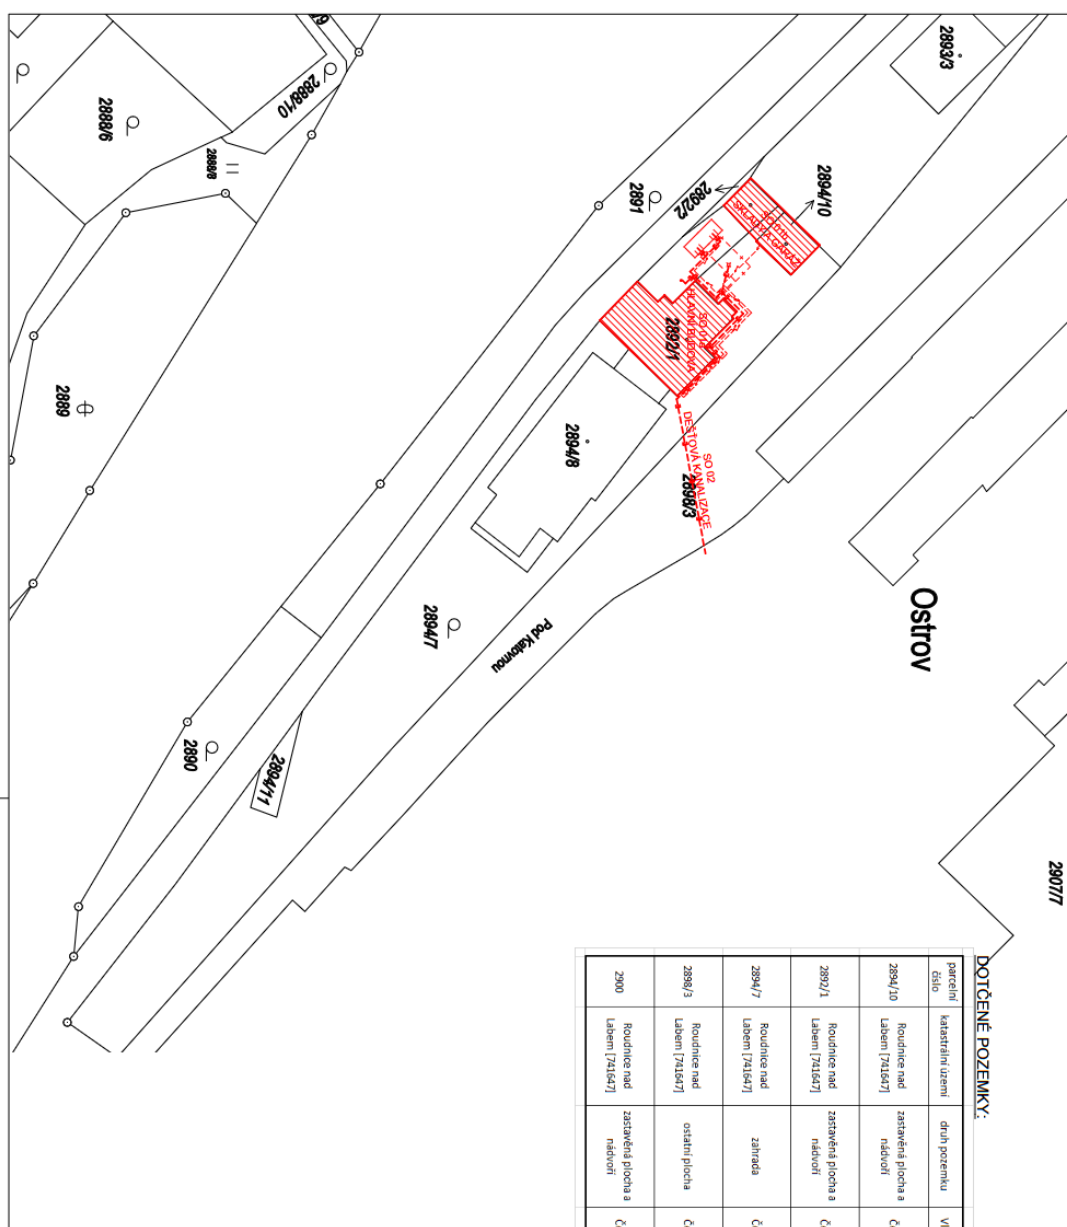 2893/3
2888/10
2888/6
2888/8
2891
2892/2
2894/10
SO 01b
SKLADY A GARÁŽ
SO 01a
HLAVNÍ BUDOVA
2892/1
2889
2894/8
SO 02
DEŠŤOVÁ KANALIZACE
2898/3
Ostrov
2894/7
Pod Katovnou
2890
2894/11
2907/7
DOTČENÉ POZEMKY:
parcelní číslo katastrální území druh pozemku
2894/10 Roudnice nad Labem [741647] zastavěná plocha a nádvoří
2892/1 Roudnice nad Labem [741647] zastavěná plocha a nádvoří
2894/7 Roudnice nad Labem [741647] zahrada
2898/3 Roudnice nad Labem [741647] ostatní plocha
2900 Roudnice nad Labem [741647] zastavěná plocha a nádvoří